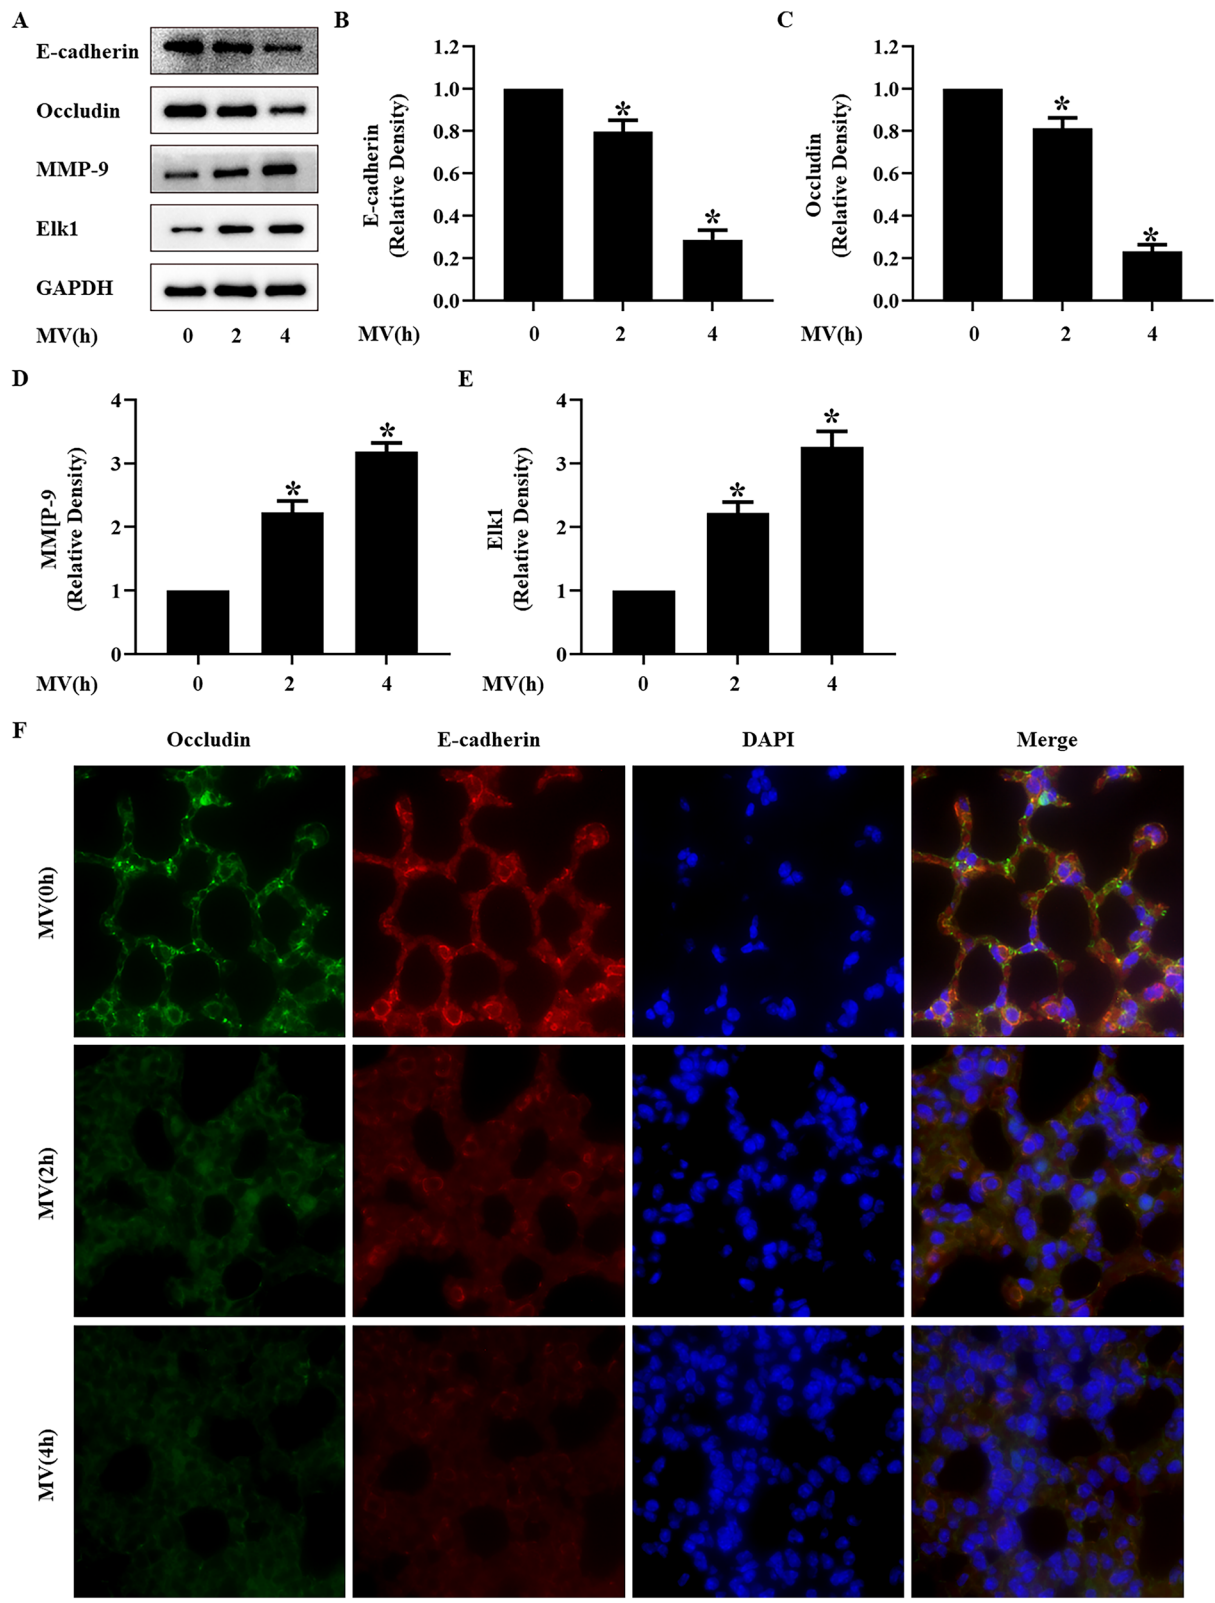 A
E-cadherin
Occludin
MMP-9
Elk1
GAPDH
MV(h) 0 2 4
B
E-cadherin
(Relative Density)
1.2
1.0
0.8
0.6
0.4
0.2
0.0
* *
MV(h) 0 2 4
C
Occludin
(Relative Density)
1.2
1.0
0.8
0.6
0.4
0.2
0.0
* *
MV(h) 0 2 4
D
MM[P-9
(Relative Density)
4
3
2
1
0
* *
MV(h) 0 2 4
E
Elk1
(Relative Density)
4
3
2
1
0
* *
MV(h) 0 2 4
F
Occludin E-cadherin DAPI Merge
MV(0h)
MV(2h)
MV(4h)